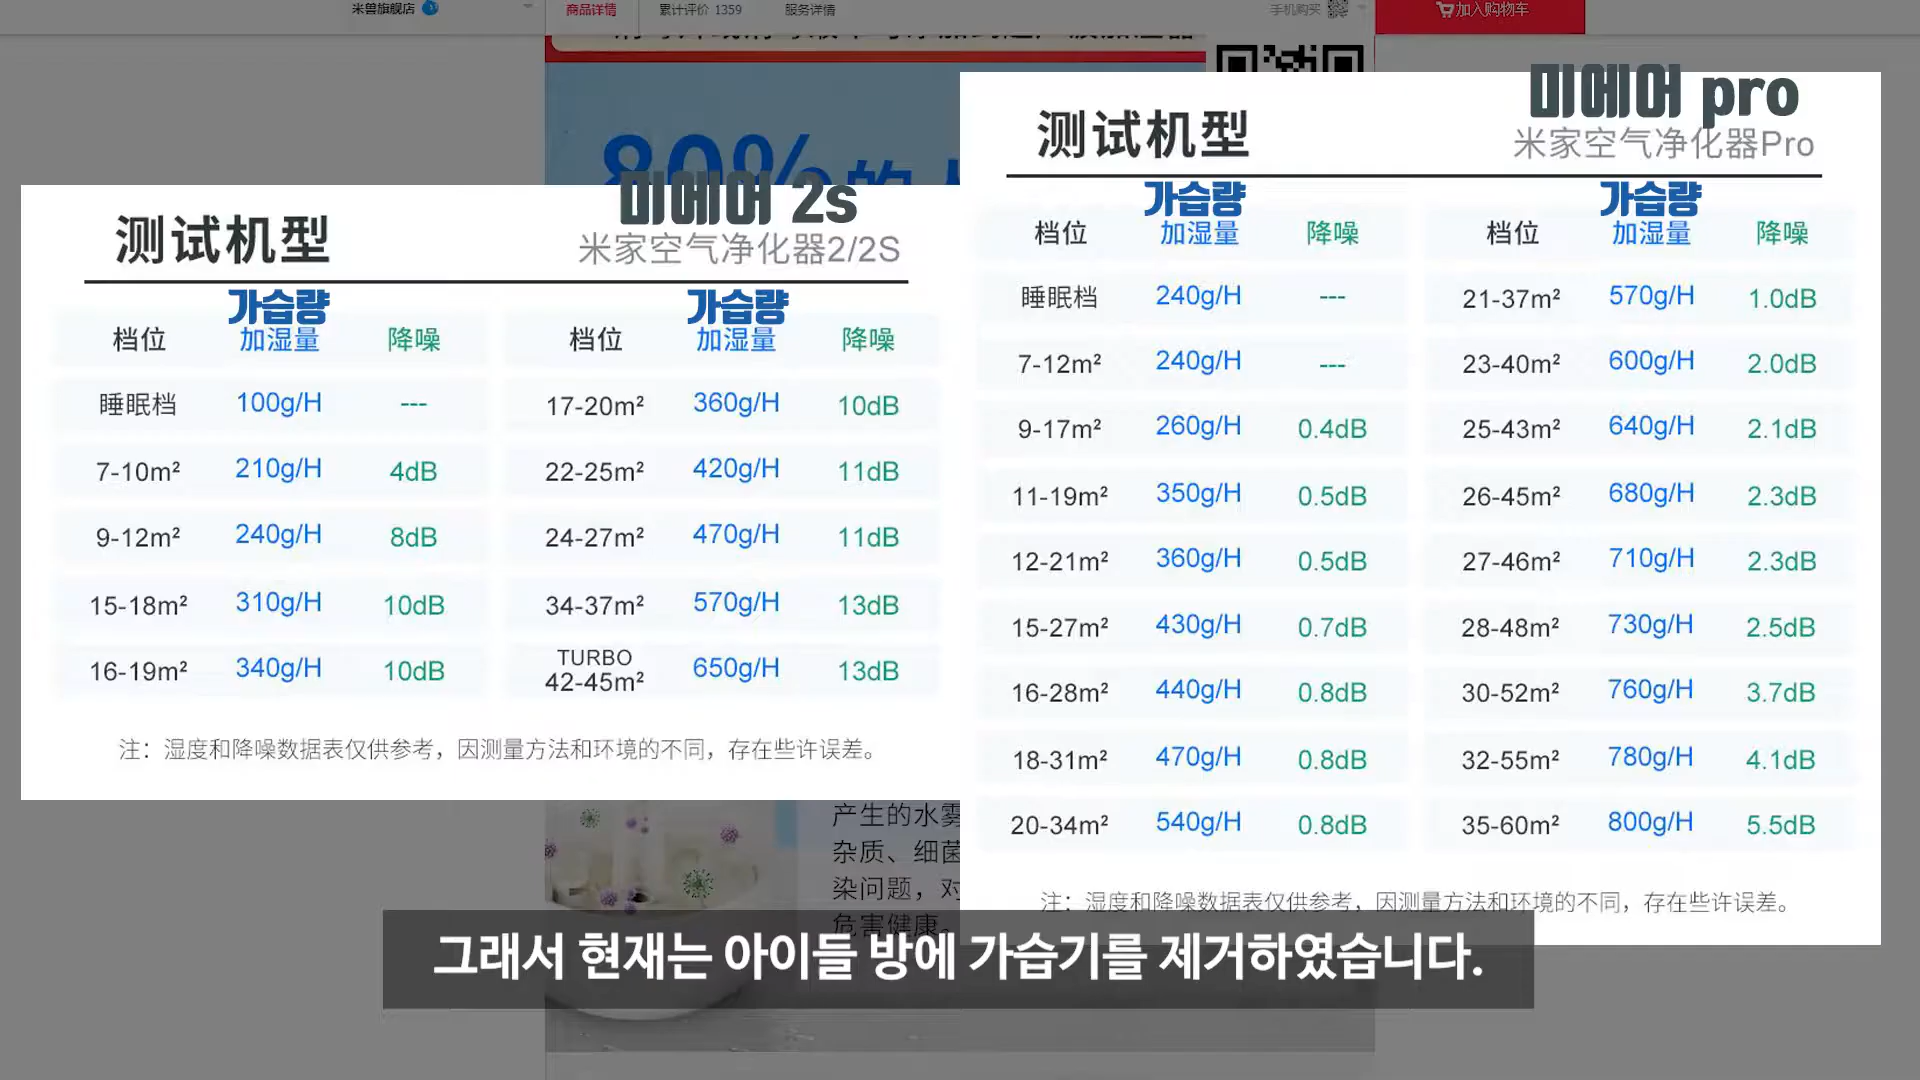 米兽旗舰店
商品详情 累计评价 1359 服务详情
手机购买
加入购物车
80%
미에어 2s
测试机型 米家空气净化器2/2S
가습량 가습량
档位 加湿量 降噪 档位 加湿量 降噪
睡眠档 100g/H --- 17-20m² 360g/H 10dB
7-10m² 210g/H 4dB 22-25m² 420g/H 11dB
9-12m² 240g/H 8dB 24-27m² 470g/H 11dB
15-18m² 310g/H 10dB 34-37m² 570g/H 13dB
16-19m² 340g/H 10dB TURBO 42-45m² 650g/H 13dB
注：湿度和降噪数据表仅供参考，因测量方法和环境的不同，存在些许误差。
미에어 pro
测试机型 米家空气净化器Pro
가습량 가습량
档位 加湿量 降噪 档位 加湿量 降噪
睡眠档 240g/H --- 21-37m² 570g/H 1.0dB
7-12m² 240g/H --- 23-40m² 600g/H 2.0dB
9-17m² 260g/H 0.4dB 25-43m² 640g/H 2.1dB
11-19m² 350g/H 0.5dB 26-45m² 680g/H 2.3dB
12-21m² 360g/H 0.5dB 27-46m² 710g/H 2.3dB
15-27m² 430g/H 0.7dB 28-48m² 730g/H 2.5dB
16-28m² 440g/H 0.8dB 30-52m² 760g/H 3.7dB
18-31m² 470g/H 0.8dB 32-55m² 780g/H 4.1dB
20-34m² 540g/H 0.8dB 35-60m² 800g/H 5.5dB
注：湿度和降噪数据表仅供参考，因测量方法和环境的不同，存在些许误差。
产生的水雾
杂质、细菌
染问题，对
危害健康。
그래서 현재는 아이들 방에 가습기를 제거하였습니다.